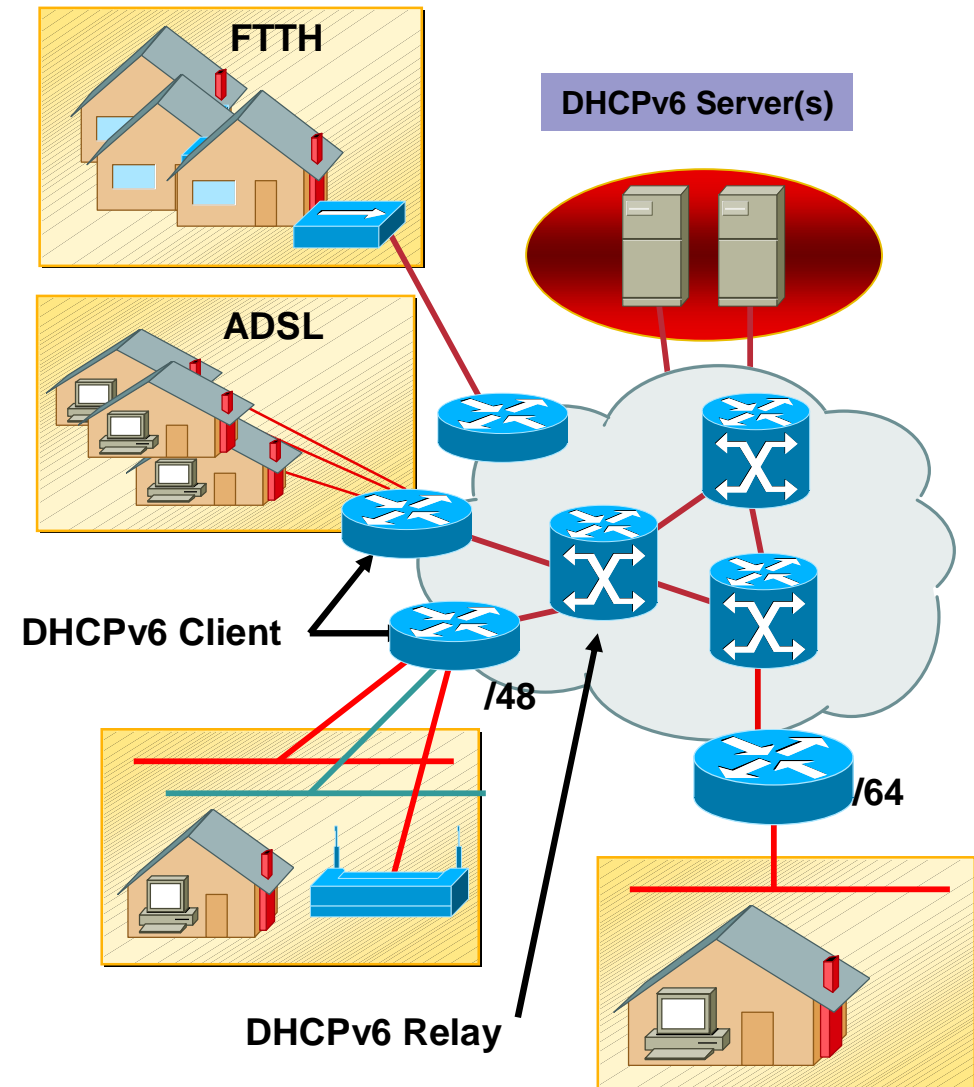 FTTH
DHCPv6 Server(s)
ADSL
DHCPv6 Client
/48
/64
DHCPv6 Relay